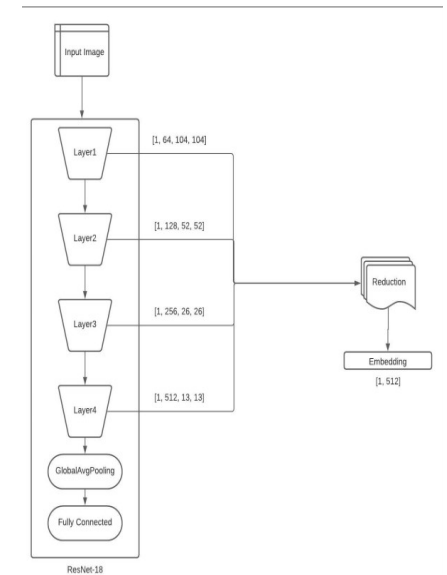 Input Image
Layer1
[1, 64, 104, 104]
Layer2
[1, 128, 52, 52]
Layer3
[1, 256, 26, 26]
Layer4
[1, 512, 13, 13]
GlobalAvgPooling
Fully Connected
ResNet-18
Reduction
Embedding
[1, 512]